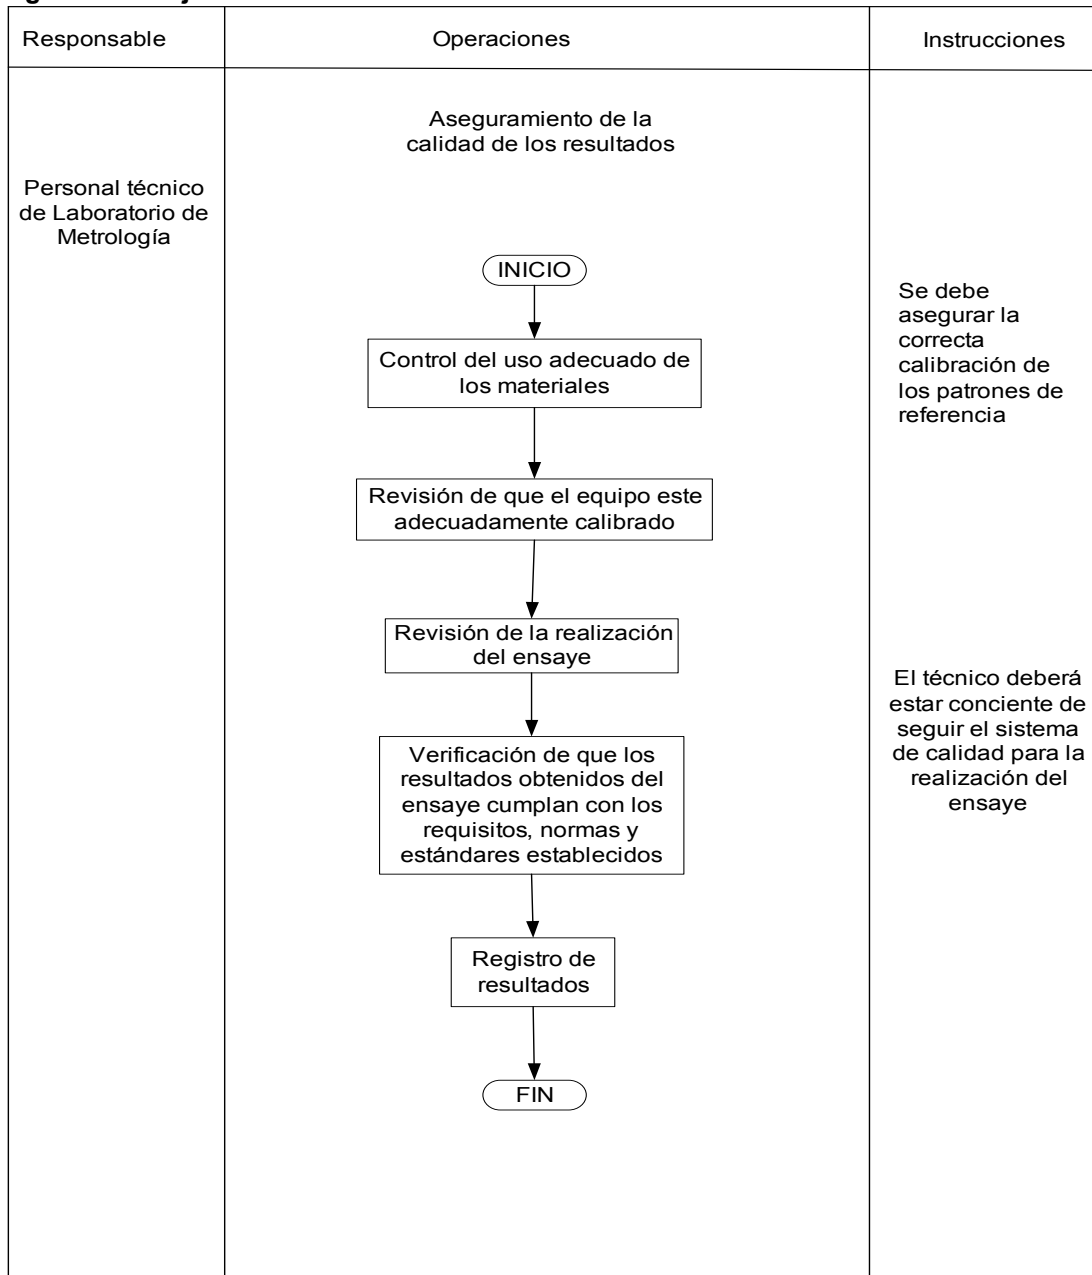 Responsable
Operaciones
Instrucciones
Aseguramiento de la
calidad de los resultados
Personal técnico
de Laboratorio de
Metrología
INICIO
Se debe
asegurar la
correcta
calibración de
los patrones de
referencia
Control del uso adecuado de
los materiales
Revisión de que el equipo este
adecuadamente calibrado
Revisión de la realización
del ensaye
El técnico deberá
estar conciente de
seguir el sistema
de calidad para la
realización del
ensaye
Verificación de que los
resultados obtenidos del
ensaye cumplan con los
requisitos, normas y
estándares establecidos
Registro de
resultados
FIN